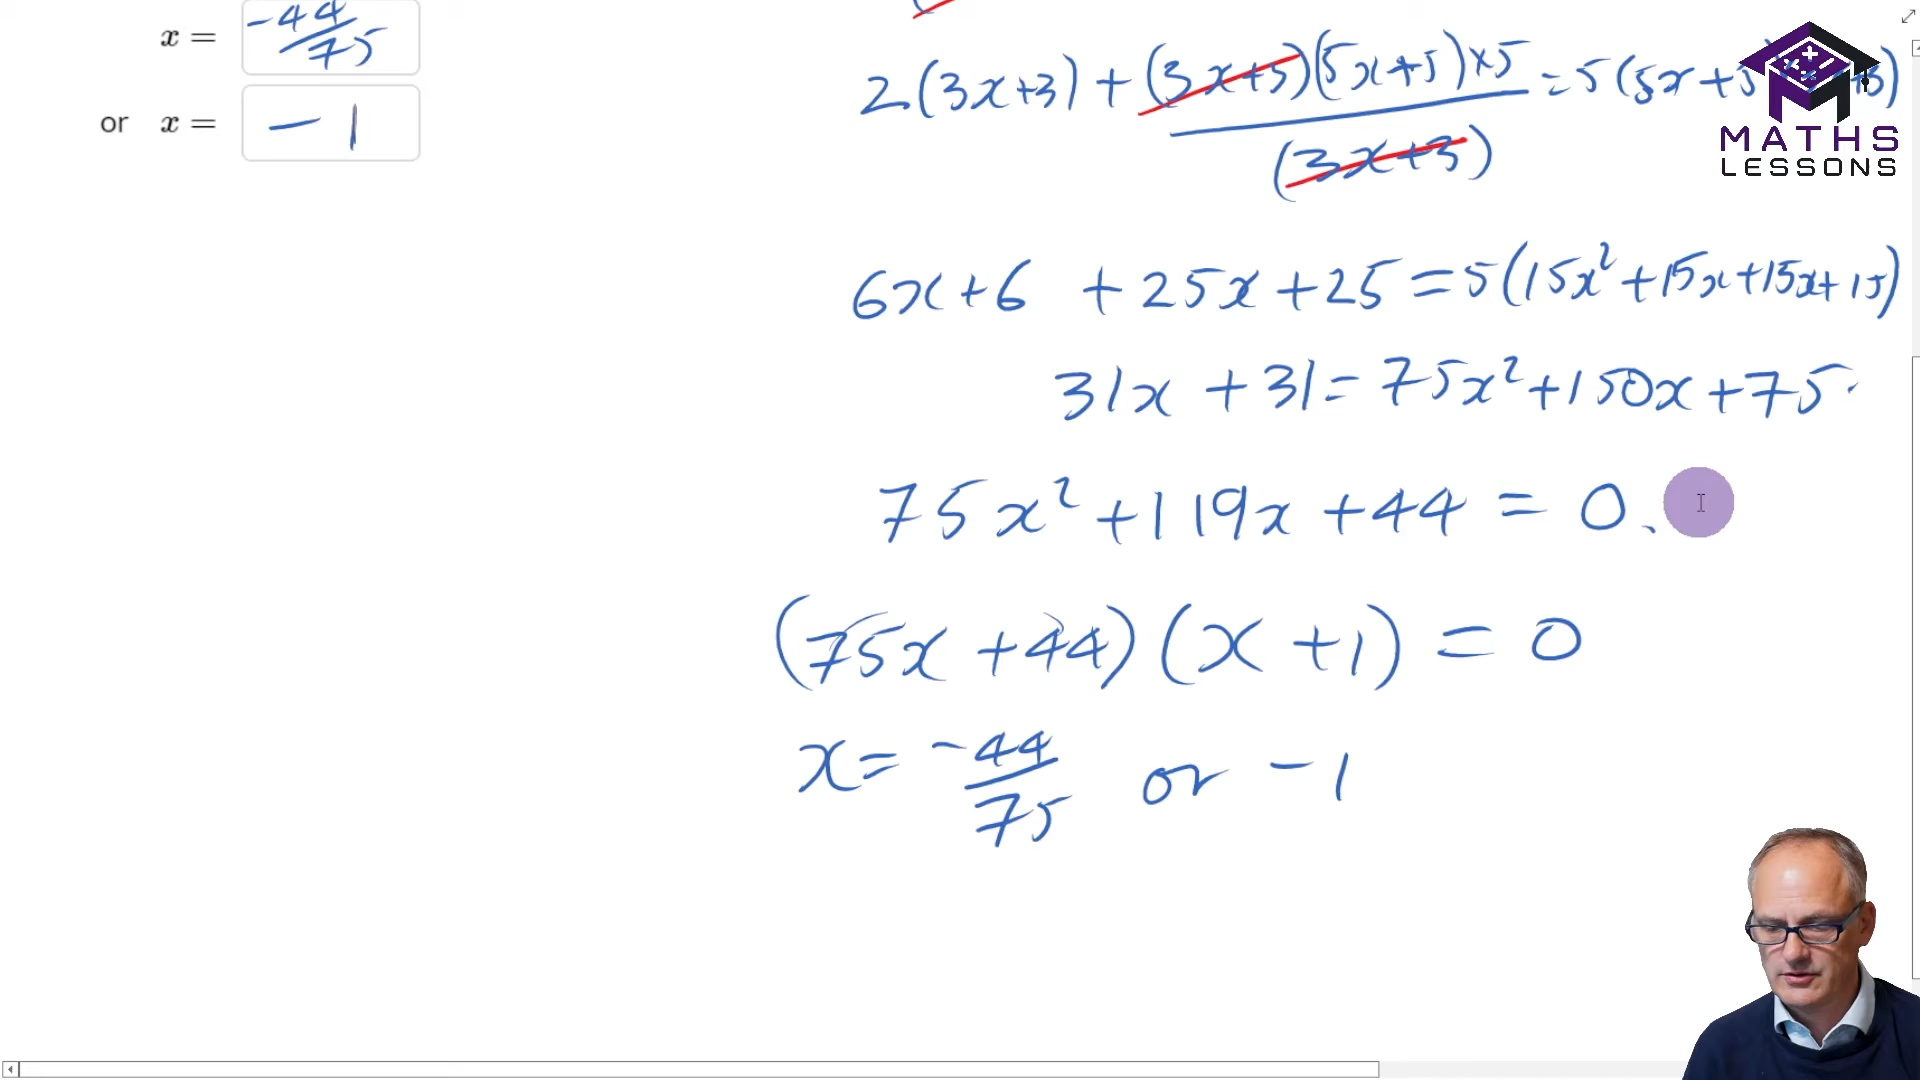 x = -44/75
or x = -1
2(3x+3) + (3x+3)(5x+5)×5 = 5(5x+5)
(3x+3)
MATHS
LESSONS
6x+6 +25x+25 = 5(15x²+15x+15x+15)
31x +31 = 75x²+150x+75.
75x²+119x+44 = 0.
(75x+44)(x+1) = 0
x = -44/75 or -1